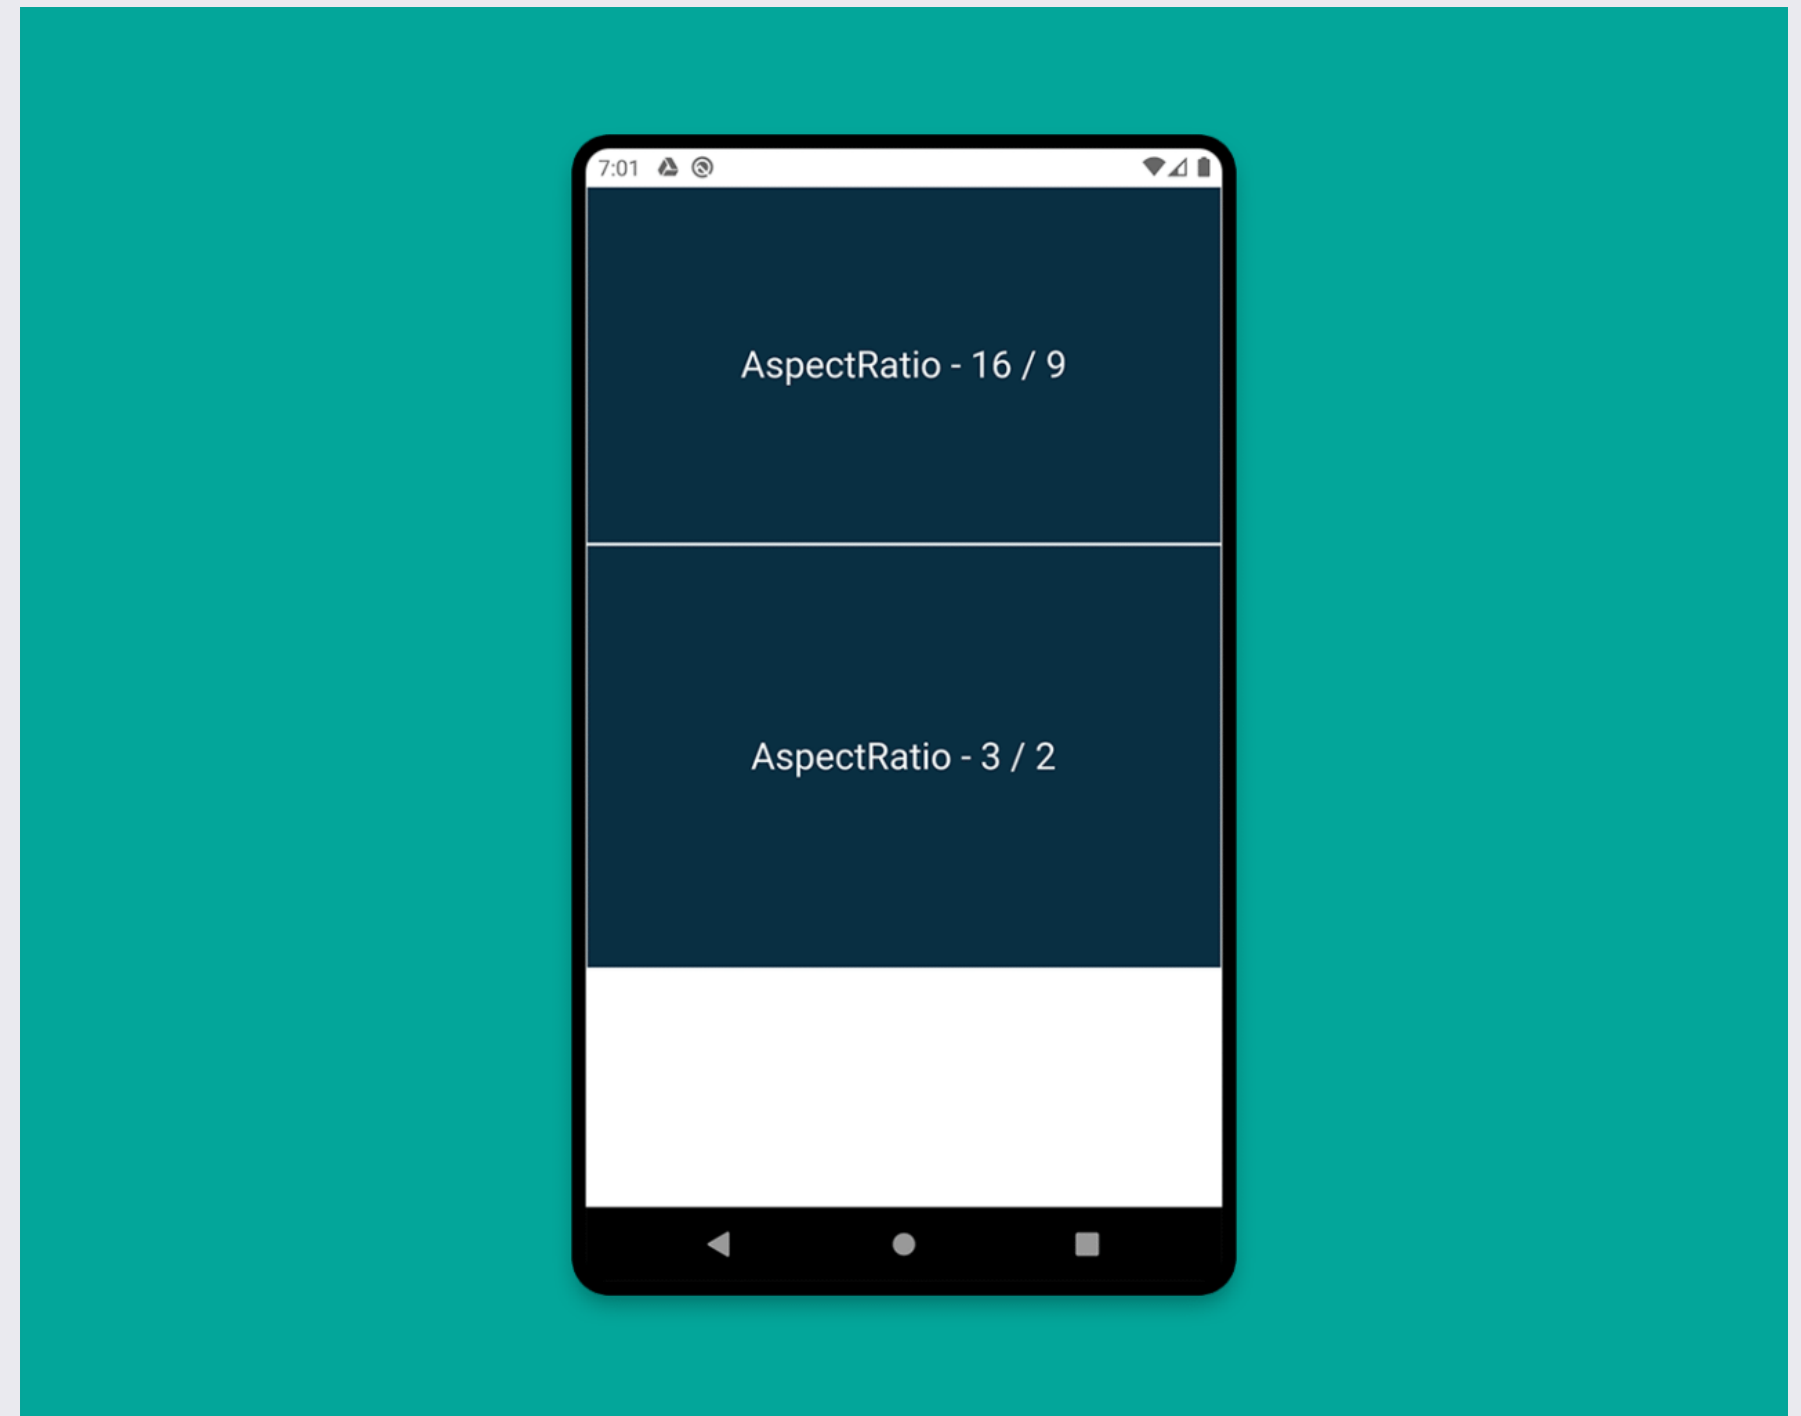 7:01
AspectRatio - 16 / 9
AspectRatio - 3 / 2